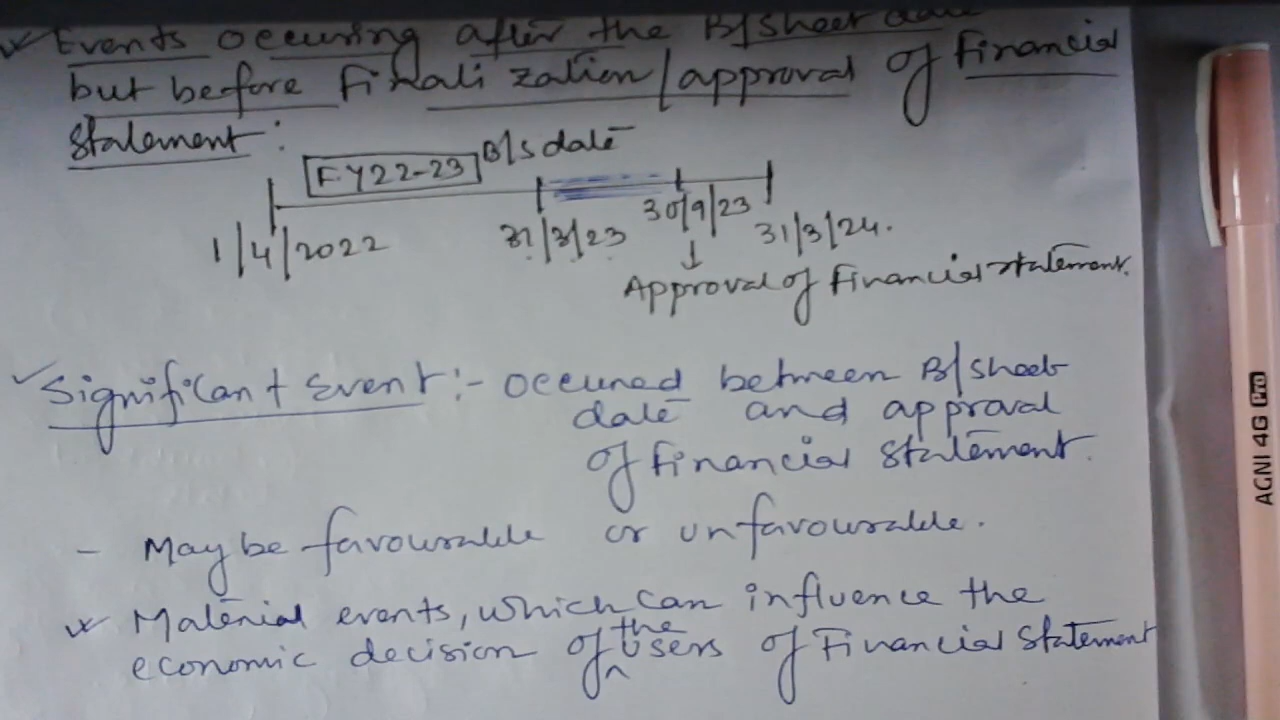 Events occuring after the B/Sheet date
but before Finalization/approval of Financial
Statement:
FY22-23 B/s date
1/4/2022 31/3/23 30/9/23 31/3/24.
↓
Approval of Financial statement.
Significant Event:- Occured between B/Sheet
date and approval
of Financial Statement.
- May be favourable or unfavourable.
Material events, which can influence the
economic decision of the Users of Financial Statement
AGNI 4G Pro